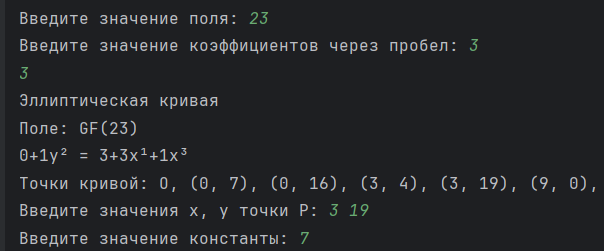 Введите значение поля: 23
Введите значение коэффициентов через пробел: 3
3
Эллиптическая кривая
Поле: GF(23)
0+1y² = 3+3x¹+1x³
Точки кривой: O, (0, 7), (0, 16), (3, 4), (3, 19), (9, 0),
Введите значения x, y точки P: 3 19
Введите значение константы: 7